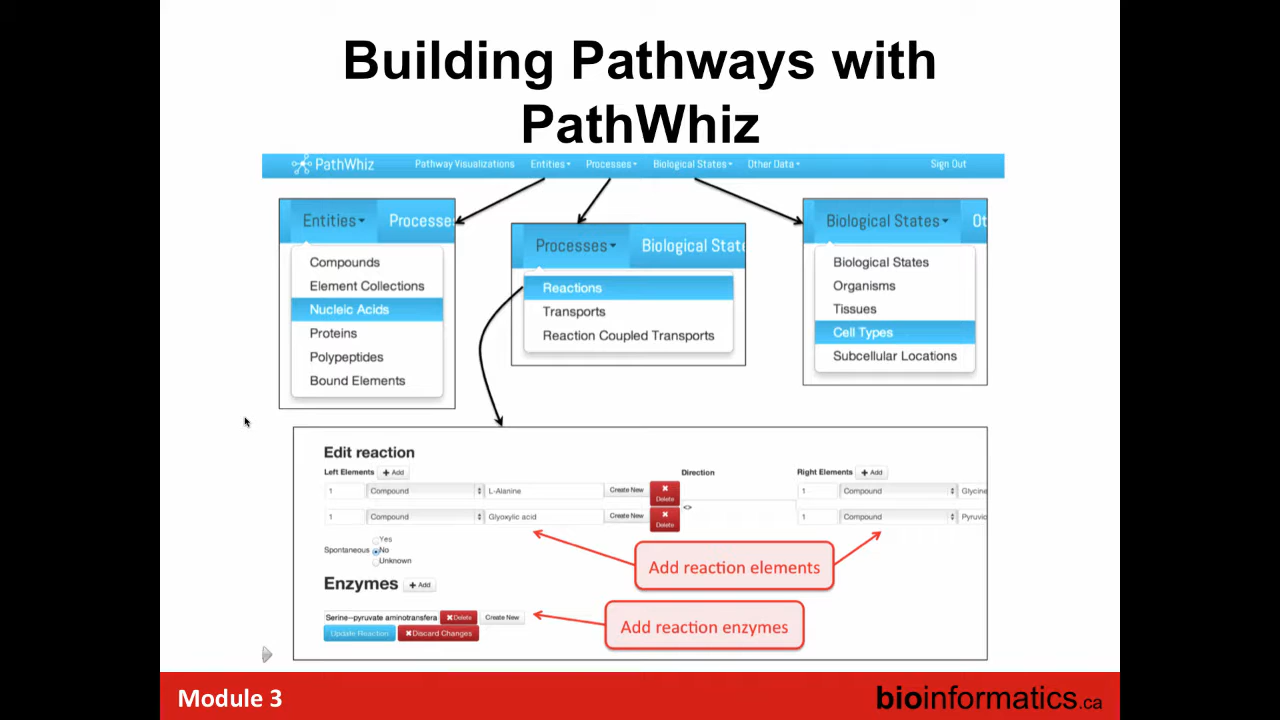 Building Pathways with
PathWhiz
PathWhiz Pathway Visualizations Entities Processes Biological States Other Data Sign Out
Entities Processe
Compounds
Element Collections
Nucleic Acids
Proteins
Polypeptides
Bound Elements
Processes Biological State
Reactions
Transports
Reaction Coupled Transports
Biological States Ot
Biological States
Organisms
Tissues
Cell Types
Subcellular Locations
Edit reaction
Left Elements + Add Direction Right Elements + Add
1 Compound L-Alanine Create New ✖ Delete 1 Compound Glycine
<>
1 Compound Glyoxylic acid Create New ✖ Delete 1 Compound Pyruvic
Yes
Spontaneous No
Unknown
Add reaction elements
Enzymes + Add
Serine--pyruvate aminotransfera ✖Delete Create New
Add reaction enzymes
Update Reaction ✖Discard Changes
Module 3
bioinformatics.ca